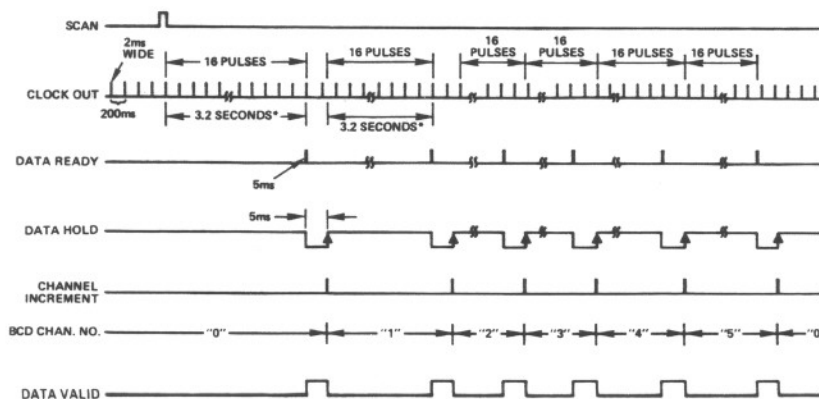 SCAN
2ms
WIDE
16 PULSES
16 PULSES
16
PULSES
16
PULSES
16 PULSES
16 PULSES
CLOCK OUT
200ms
3.2 SECONDS*
3.2 SECONDS*
DATA READY
5ms
5ms
DATA HOLD
CHANNEL
INCREMENT
BCD CHAN. NO.
"0"
"1"
"2"
"3"
"4"
"5"
"0
DATA VALID